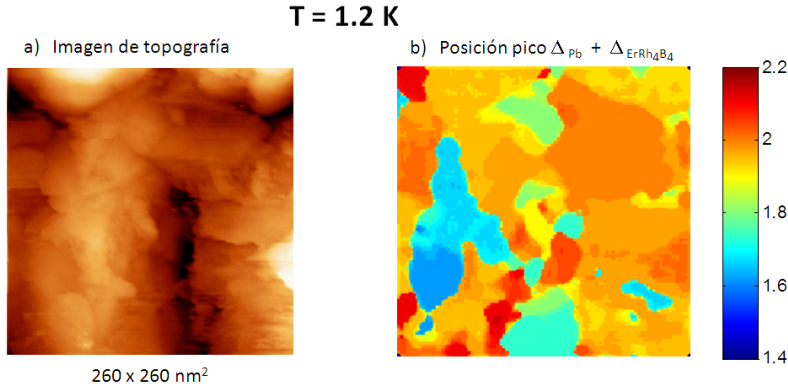 T = 1.2 K
a) Imagen de topografía
b) Posición pico Δ Pb + Δ ErRh₄B₄
2.2
2
1.8
1.6
1.4
260 x 260 nm²